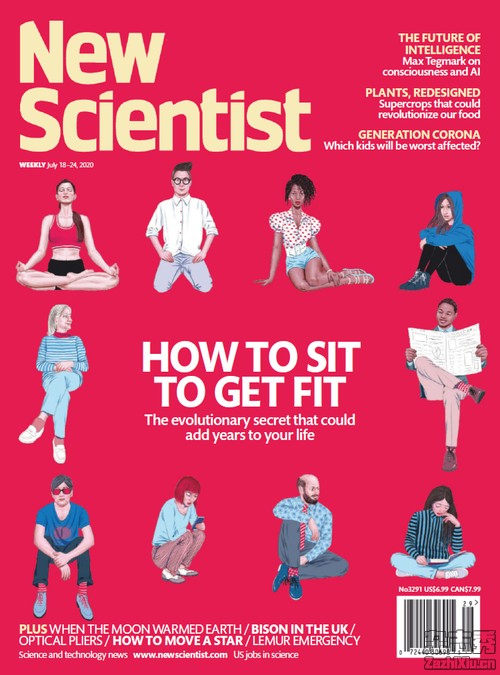 New
Scientist
WEEKLY July 18–24, 2020
THE FUTURE OF
INTELLIGENCE
Max Tegmark on
consciousness and AI
PLANTS, REDESIGNED
Supercrops that could
revolutionize our food
GENERATION CORONA
Which kids will be worst affected?
HOW TO SIT
TO GET FIT
The evolutionary secret that could
add years to your life
No3291 US$6.99 CAN$7.99
PLUS WHEN THE MOON WARMED EARTH / BISON IN THE UK /
OPTICAL PLIERS / HOW TO MOVE A STAR / LEMUR EMERGENCY
Science and technology news www.newscientist.com US jobs in science
29>
ZazhiXiu.cn